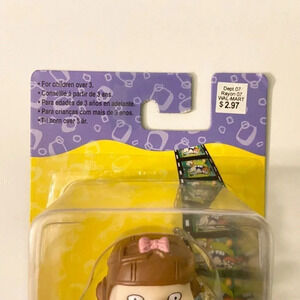 • For children over 3.
• Conseillé à partir de 3 ans.
• Para edades de 3 años en adelante.
• Para crianças com mais de 3 anos.
Dept 07
Rayon 07
WAL-MART
$ 2.97